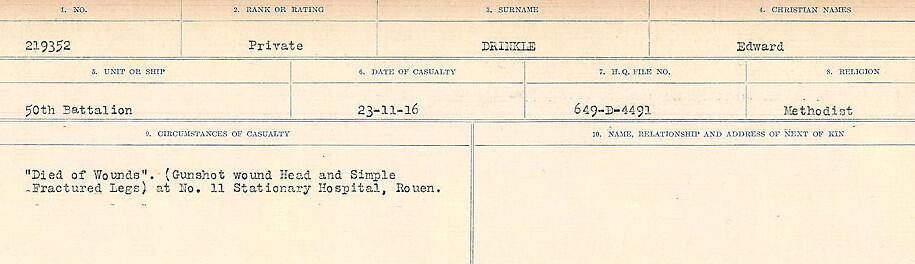 1. NO. 2. RANK OR RATING 3. SURNAME 4. CHRISTIAN NAMES
219352 Private DRINKLE Edward
5. UNIT OR SHIP 6. DATE OF CASUALTY 7. H.Q. FILE NO. 8. RELIGION
50th Battalion 23-11-16 649-D-4491 Methodist
9. CIRCUMSTANCES OF CASUALTY 10. NAME, RELATIONSHIP AND ADDRESS OF NEXT OF KIN
"Died of Wounds". (Gunshot wound Head and Simple
Fractured Legs) at No. 11 Stationary Hospital, Rouen.